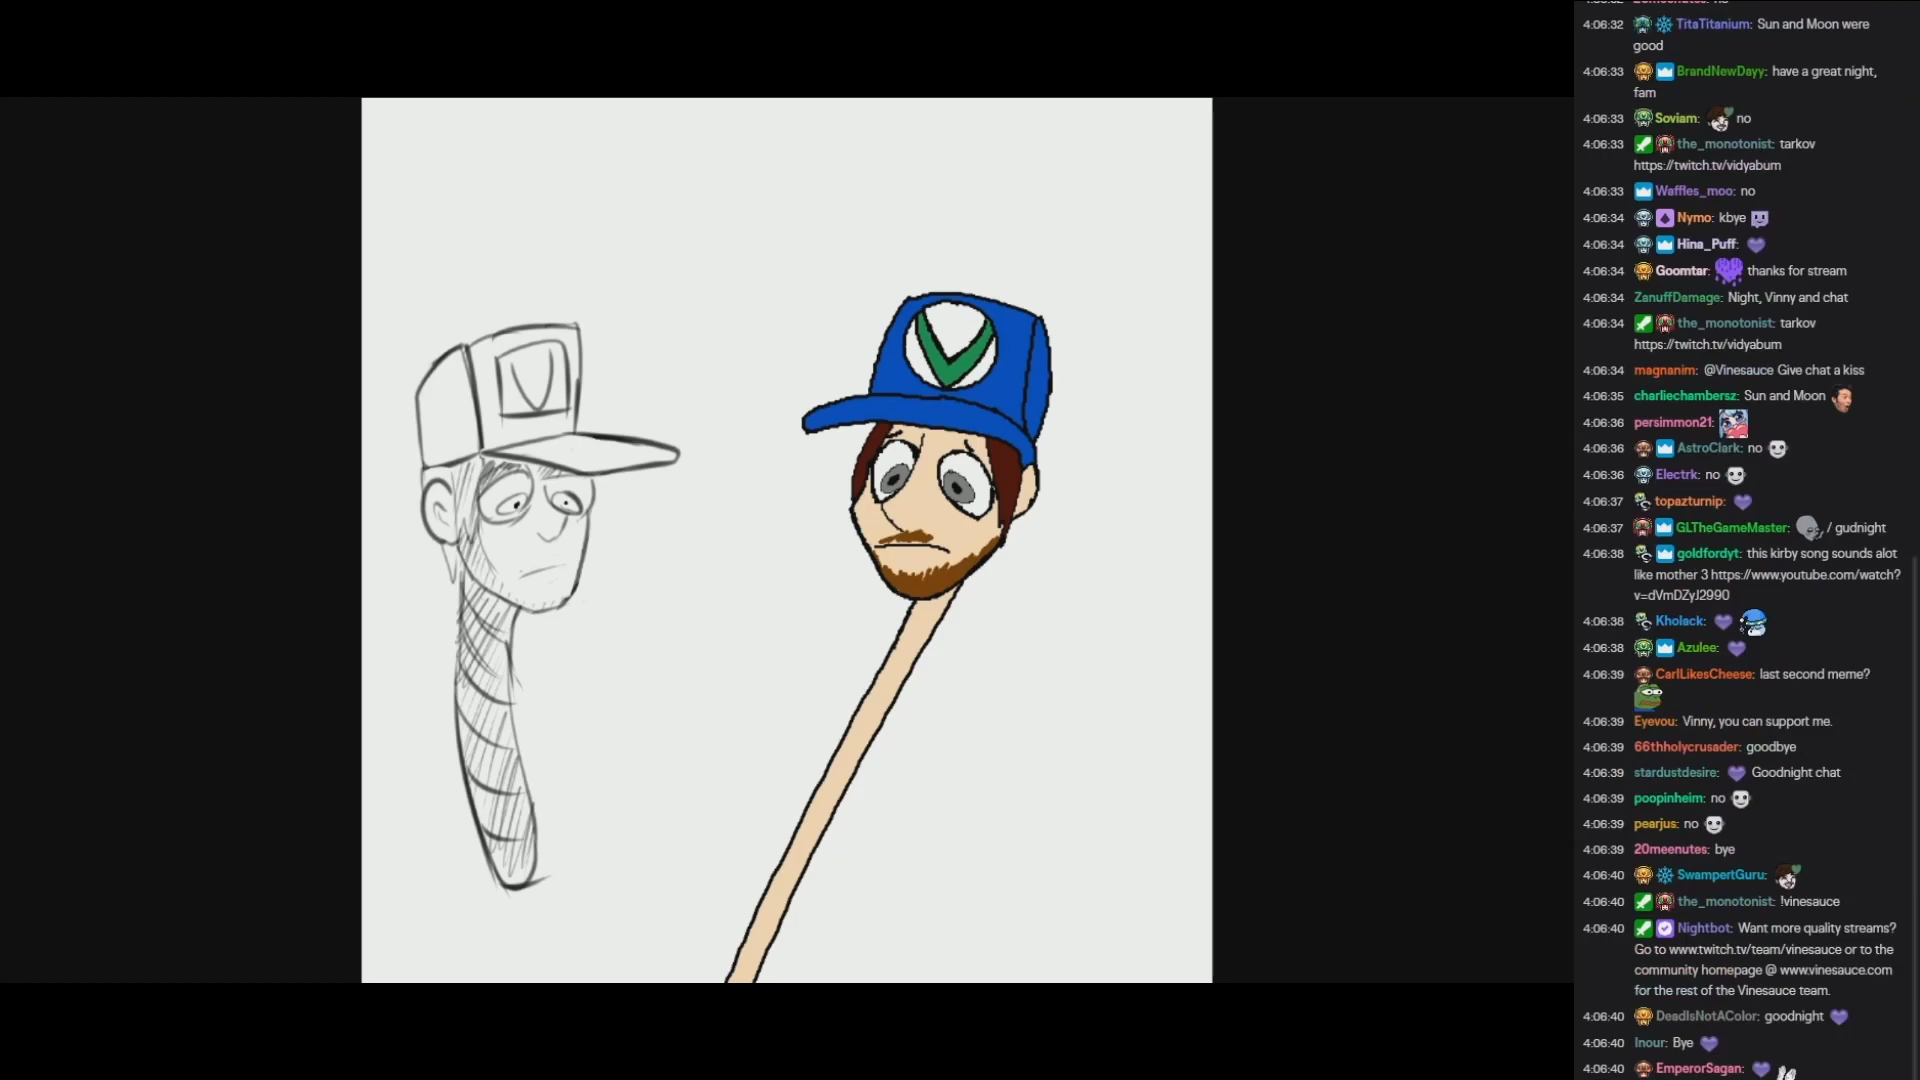 4:06:32 TitaTitanium: Sun and Moon were
good
4:06:33 BrandNewDayy: have a great night,
fam
4:06:33 Soviam: no
4:06:33 the_monotonist: tarkov
https://twitch.tv/vidyabum
4:06:33 Waffles_moo: no
4:06:34 Nymo: kbye
4:06:34 Hina_Puff:
4:06:34 Goomtar: thanks for stream
4:06:34 ZanuffDamage: Night, Vinny and chat
4:06:34 the_monotonist: tarkov
https://twitch.tv/vidyabum
4:06:34 magnanim: @Vinesauce Give chat a kiss
4:06:35 charliechambersz: Sun and Moon
4:06:36 persimmon21:
4:06:36 AstroClark: no
4:06:36 Electrk: no
4:06:37 topazturnip:
4:06:37 GLTheGameMaster: / gudnight
4:06:38 goldfordyt: this kirby song sounds alot
like mother 3 https://www.youtube.com/watch?
v=dVmDZyJ2990
4:06:38 Kholack:
4:06:38 Azulee:
4:06:39 CarlLikesCheese: last second meme?
4:06:39 Eyevou: Vinny, you can support me.
4:06:39 66thholycrusader: goodbye
4:06:39 stardustdesire: Goodnight chat
4:06:39 poopinheim: no
4:06:39 pearjus: no
4:06:39 20meenutes: bye
4:06:40 SwampertGuru:
4:06:40 the_monotonist: !vinesauce
4:06:40 Nightbot: Want more quality streams?
Go to www.twitch.tv/team/vinesauce or to the
community homepage @ www.vinesauce.com
for the rest of the Vinesauce team.
4:06:40 DeadIsNotAColor: goodnight
4:06:40 Inour: Bye
4:06:40 EmperorSagan:
V
V